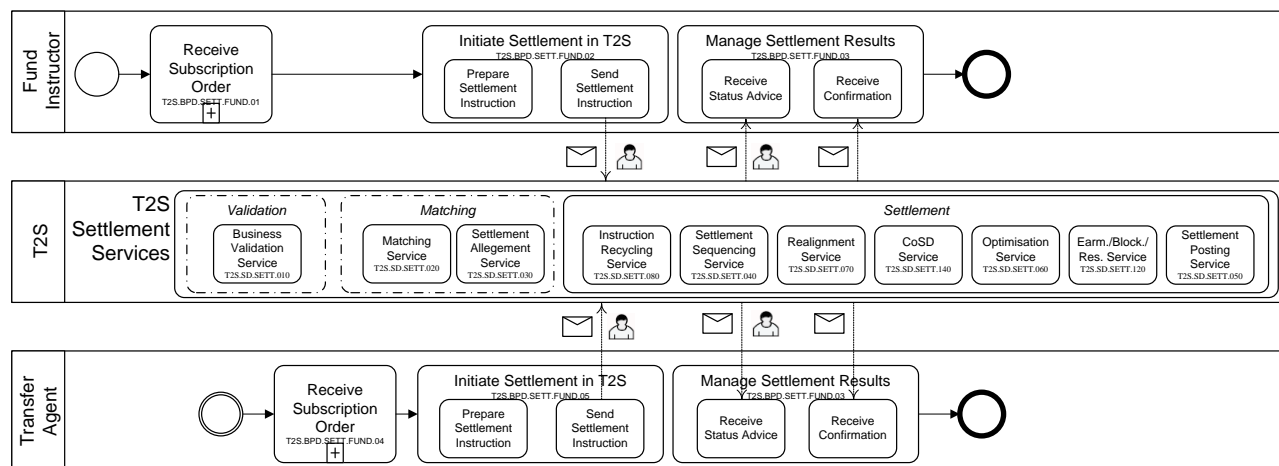 Fund
Instructor
Receive
Subscription
Order
T2S.BPD.SETT.FUND.01
+
Initiate Settlement in T2S
T2S.BPD.SETT.FUND.02
Prepare
Settlement
Instruction
Send
Settlement
Instruction
Manage Settlement Results
T2S.BPD.SETT.FUND.03
Receive
Status Advice
Receive
Confirmation
T2S
T2S
Settlement
Services
Validation
Business
Validation
Service
T2S.SD.SETT.010
Matching
Matching
Service
T2S.SD.SETT.020
Settlement
Allegement
Service
T2S.SD.SETT.030
Settlement
Instruction
Recycling
Service
T2S.SD.SETT.080
Settlement
Sequencing
Service
T2S.SD.SETT.040
Realignment
Service
T2S.SD.SETT.070
CoSD
Service
T2S.SD.SETT.140
Optimisation
Service
T2S.SD.SETT.060
Earm./Block./
Res. Service
T2S.SD.SETT.120
Settlement
Posting
Service
T2S.SD.SETT.050
Transfer
Agent
Receive
Subscription
Order
T2S.BPD.SETT.FUND.04
+
Initiate Settlement in T2S
T2S.BPD.SETT.FUND.05
Prepare
Settlement
Instruction
Send
Settlement
Instruction
Manage Settlement Results
T2S.BPD.SETT.FUND.03
Receive
Status Advice
Receive
Confirmation